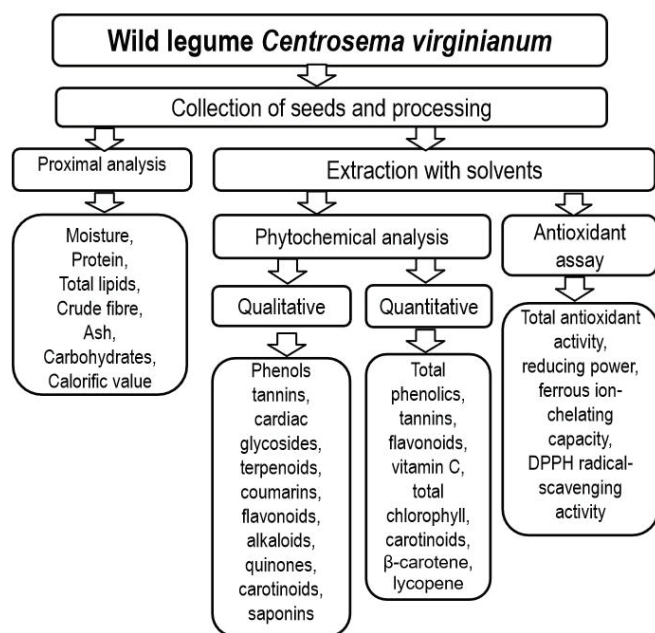 Wild legume Centrosema virginianum
Collection of seeds and processing
Proximal analysis
Extraction with solvents
Moisture,
Protein,
Total lipids,
Crude fibre,
Ash,
Carbohydrates,
Calorific value
Phytochemical analysis
Antioxidant
assay
Qualitative
Quantitative
Phenols
tannins,
cardiac
glycosides,
terpenoids,
coumarins,
flavonoids,
alkaloids,
quinones,
carotinoids,
saponins
Total
phenolics,
tannins,
flavonoids,
vitamin C,
total
chlorophyll,
carotinoids,
β-carotene,
lycopene
Total antioxidant
activity,
reducing power,
ferrous ion-
chelating
capacity,
DPPH radical-
scavenging
activity